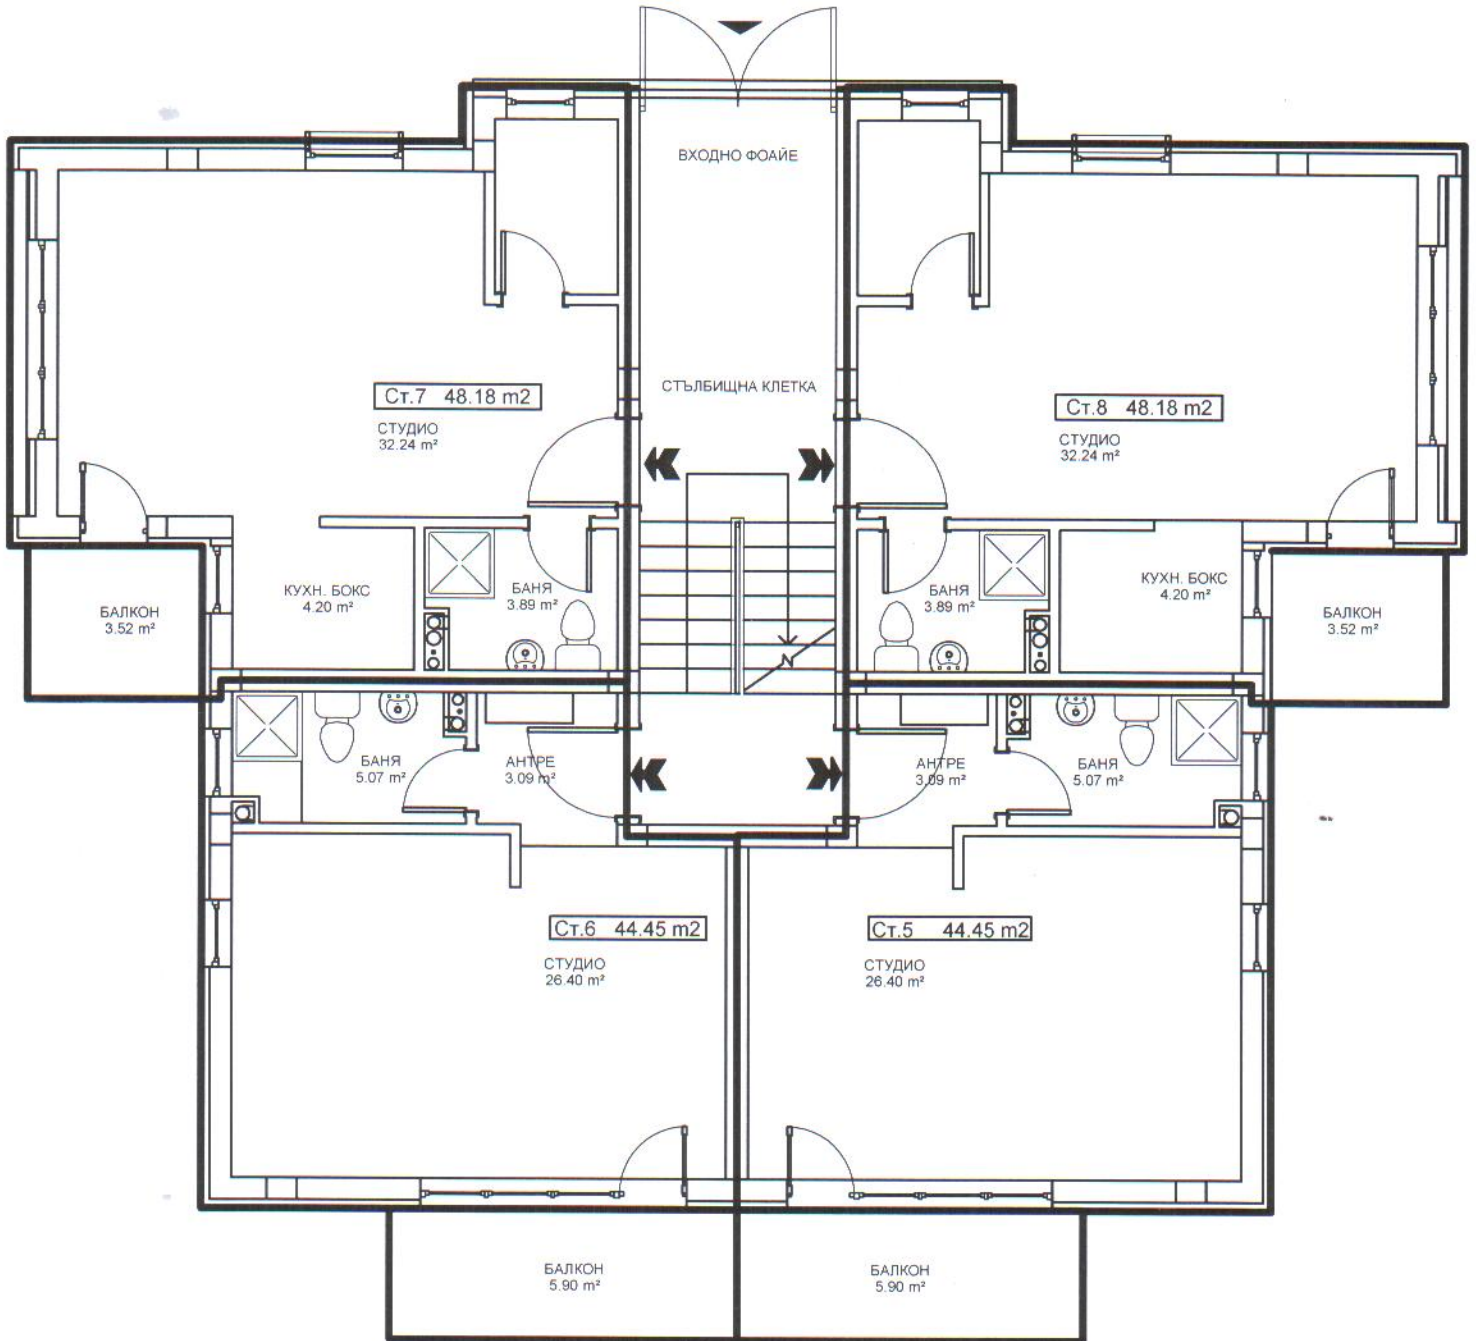 ВХОДНО ФОАЙЕ
СТЪЛБИЩНА КЛЕТКА
Ст.7 48.18 m2
СТУДИО
32.24 m²
Ст.8 48.18 m2
СТУДИО
32.24 m²
БАЛКОН
3.52 m²
КУХН. БОКС
4.20 m²
БАНЯ
3.89 m²
БАНЯ
3.89 m²
КУХН. БОКС
4.20 m²
БАЛКОН
3.52 m²
БАНЯ
5.07 m²
АНТРЕ
3.09 m²
АНТРЕ
3.09 m²
БАНЯ
5.07 m²
Ст.6 44.45 m2
СТУДИО
26.40 m²
Ст.5 44.45 m2
СТУДИО
26.40 m²
БАЛКОН
5.90 m²
БАЛКОН
5.90 m²